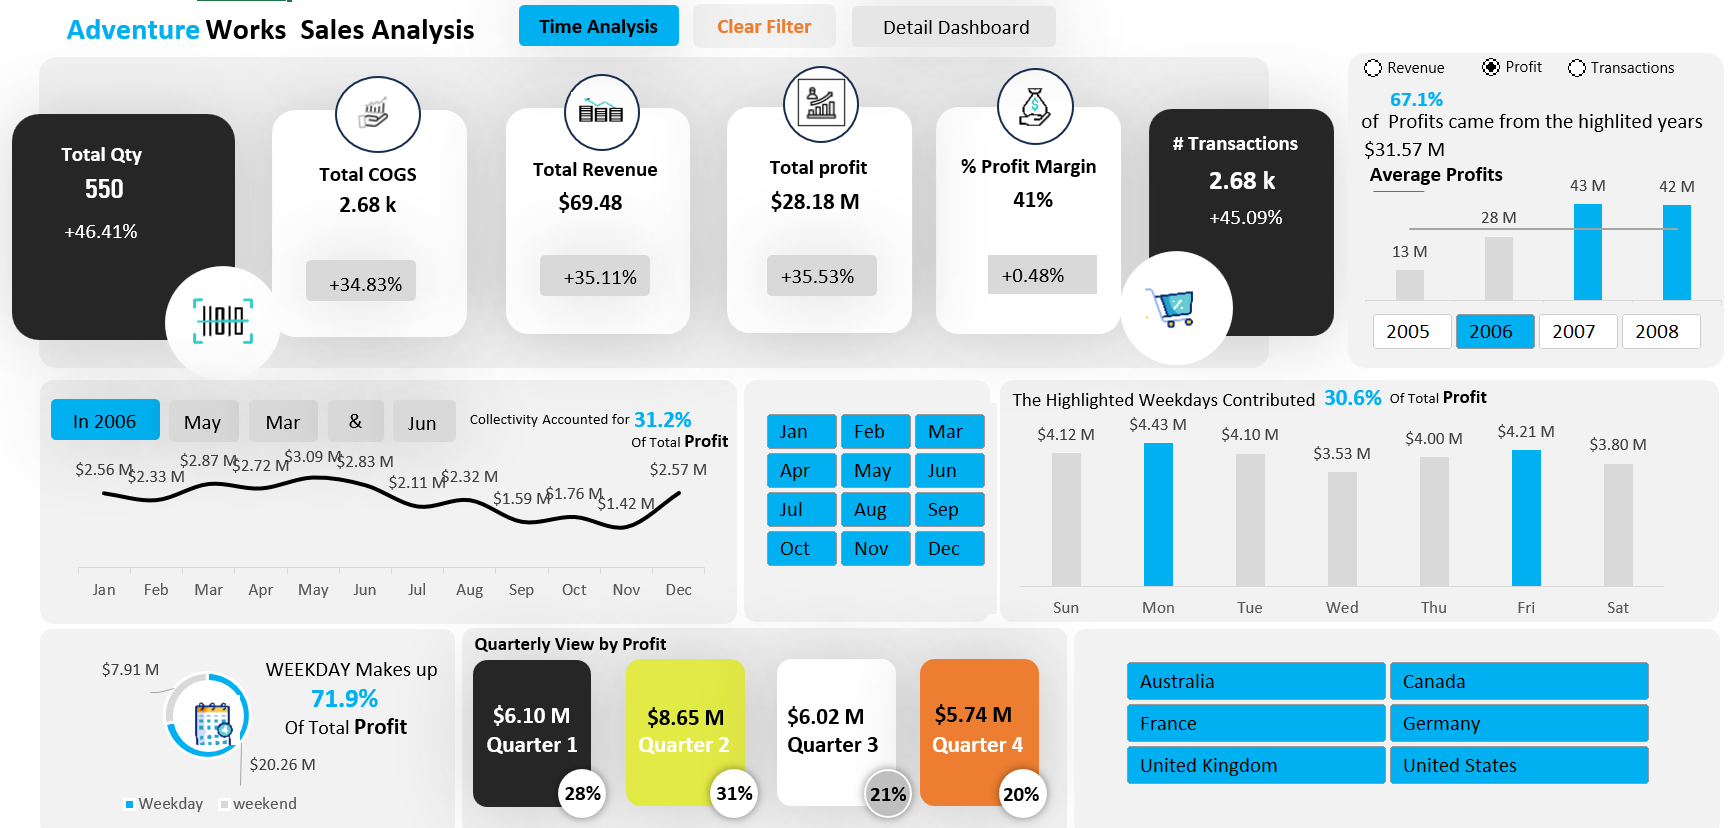 Adventure Works Sales Analysis
Time Analysis
Clear Filter
Detail Dashboard
Total Qty
550
+46.41%
Total COGS
2.68 k
+34.83%
Total Revenue
$69.48
+35.11%
Total profit
$28.18 M
+35.53%
% Profit Margin
41%
+0.48%
# Transactions
2.68 k
+45.09%
Revenue
Profit
Transactions
67.1%
of Profits came from the highlited years
$31.57 M
Average Profits
13 M
28 M
43 M
42 M
2005
2006
2007
2008
In 2006
May
Mar
&
Jun
Collectivity Accounted for 31.2%
Of Total Profit
$2.56 M
$2.33 M
$2.87 M
$2.72 M
$3.09 M
$2.83 M
$2.11 M
$2.32 M
$1.59 M
$1.76 M
$1.42 M
$2.57 M
Jan
Feb
Mar
Apr
May
Jun
Jul
Aug
Sep
Oct
Nov
Dec
Jan
Feb
Mar
Apr
May
Jun
Jul
Aug
Sep
Oct
Nov
Dec
The Highlighted Weekdays Contributed 30.6% Of Total Profit
$4.12 M
$4.43 M
$4.10 M
$3.53 M
$4.00 M
$4.21 M
$3.80 M
Sun
Mon
Tue
Wed
Thu
Fri
Sat
$7.91 M
$20.26 M
Weekday
weekend
WEEKDAY Makes up
71.9%
Of Total Profit
Quarterly View by Profit
$6.10 M
Quarter 1
28%
$8.65 M
Quarter 2
31%
$6.02 M
Quarter 3
21%
$5.74 M
Quarter 4
20%
Australia
Canada
France
Germany
United Kingdom
United States